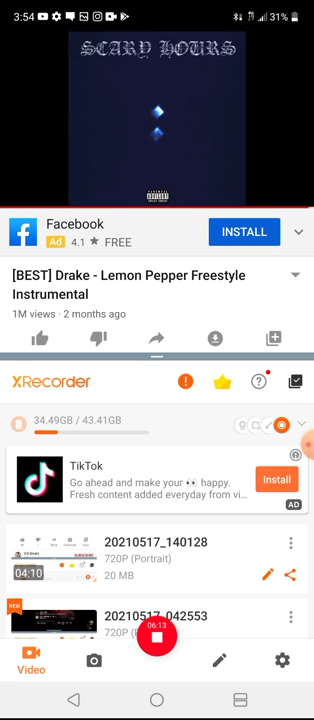 3:54
31%
SCARY HOURS
Facebook
Ad 4.1 ★ FREE
INSTALL
[BEST] Drake - Lemon Pepper Freestyle
Instrumental
1M views · 2 months ago
XRecorder
34.49GB / 43.41GB
TikTok
Go ahead and make your 👀 happy.
Fresh content added everyday from vi...
Install
AD
20210517_140128
720P (Portrait)
20 MB
04:10
NEW
20210517_042553
720P (P
06:13
Video